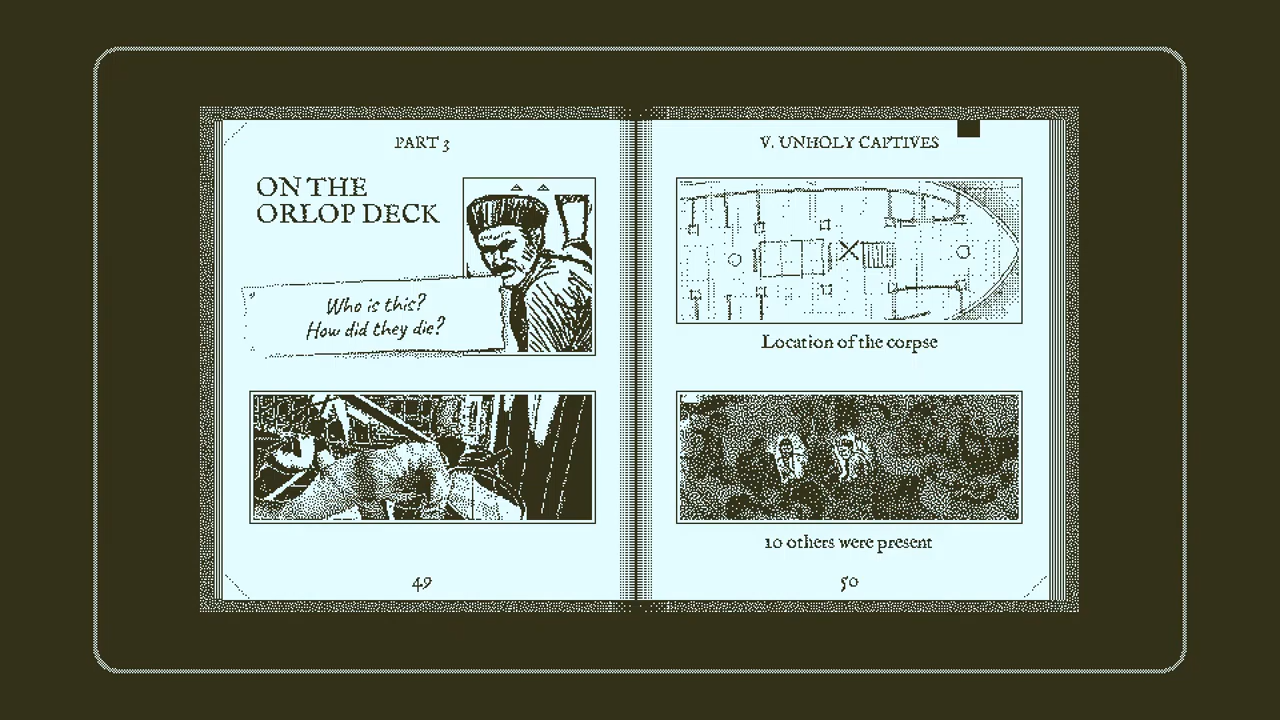 PART 3
ON THE
ORLOP DECK
Who is this?
How did they die?
49
V. UNHOLY CAPTIVES
Location of the corpse
10 others were present
50